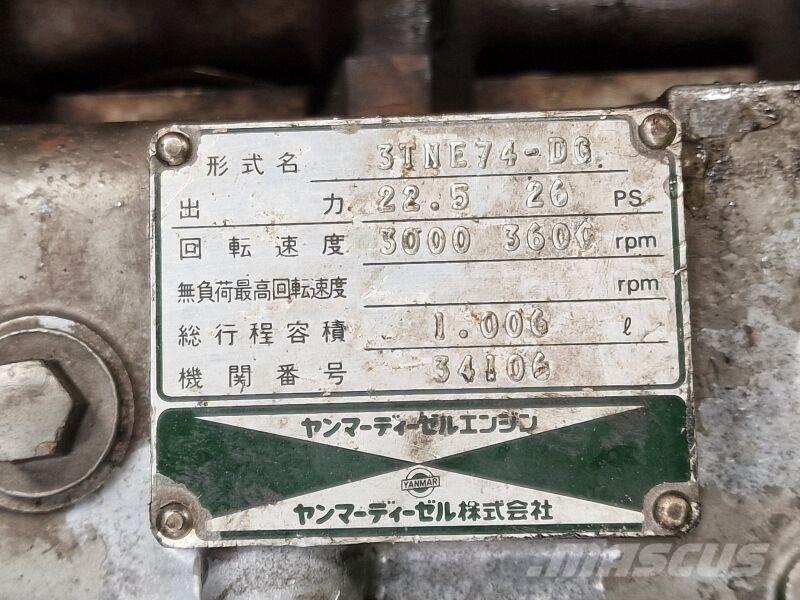 形式名 3TNE74-DG
出力 22.5 26 PS
回転速度 3000 3600 rpm
無負荷最高回転速度 rpm
総行程容積 1.006 ℓ
機関番号 34106
ヤンマーディーゼルエンジン
YANMAR
ヤンマーディーゼル株式会社
mascus